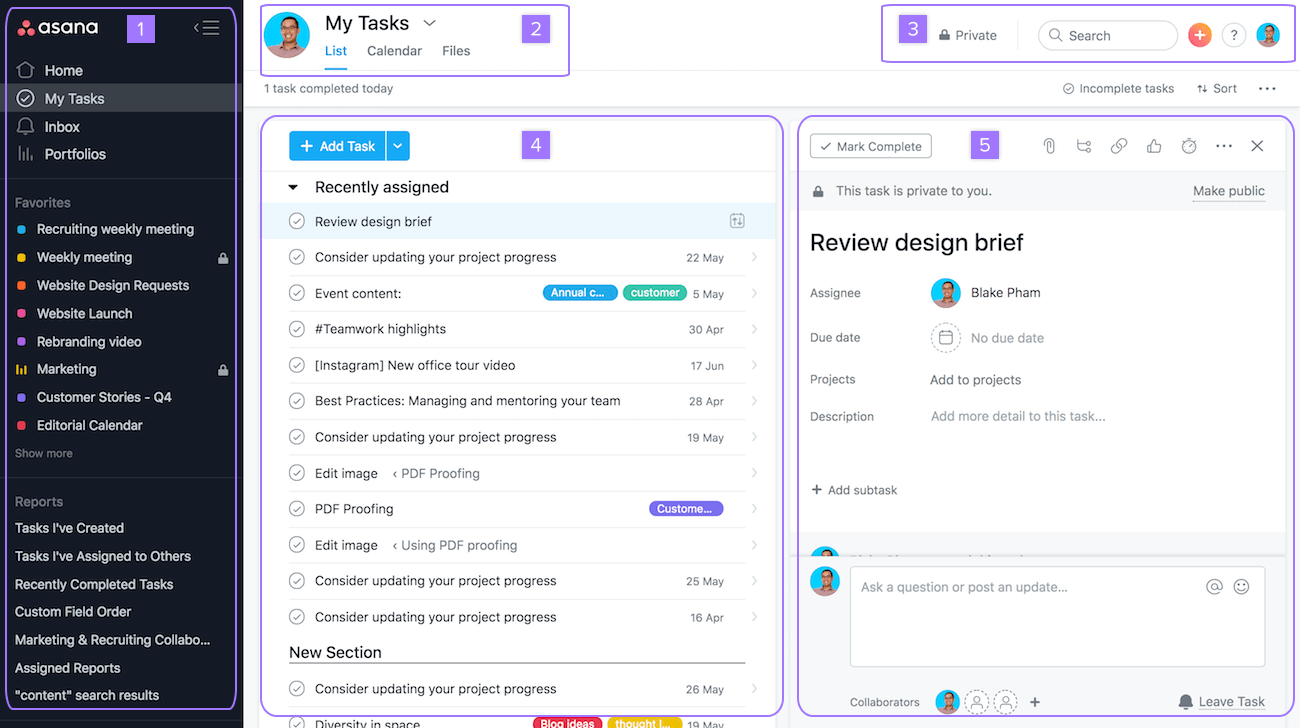 asana
1
Home
My Tasks
Inbox
Portfolios
Favorites
Recruiting weekly meeting
Weekly meeting
Website Design Requests
Website Launch
Rebranding video
Marketing
Customer Stories - Q4
Editorial Calendar
Show more
Reports
Tasks I've Created
Tasks I've Assigned to Others
Recently Completed Tasks
Custom Field Order
Marketing & Recruiting Collabo...
Assigned Reports
"content" search results
My Tasks
2
List Calendar Files
3
Private
Search
?
1 task completed today
Incomplete tasks Sort
+ Add Task
4
Recently assigned
Review design brief
Consider updating your project progress 22 May
Event content: Annual c... customer 5 May
#Teamwork highlights 30 Apr
[Instagram] New office tour video 17 Jun
Best Practices: Managing and mentoring your team 28 Apr
Consider updating your project progress 19 May
Edit image ‹ PDF Proofing
PDF Proofing Custome...
Edit image ‹ Using PDF proofing
Consider updating your project progress 25 May
Consider updating your project progress 16 Apr
New Section
Consider updating your project progress 26 May
Diversity in space Blog ideas thought l... 19 May
Mark Complete
5
This task is private to you. Make public
Review design brief
Assignee Blake Pham
Due date No due date
Projects Add to projects
Description Add more detail to this task...
+ Add subtask
Ask a question or post an update...
Collaborators + Leave Task